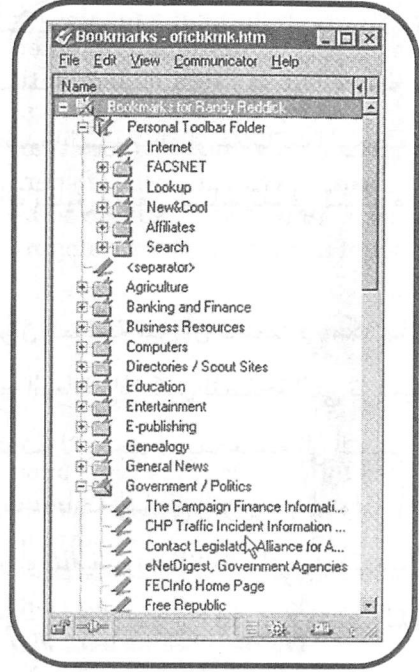 Bookmarks - oficbkmk.htm
File Edit View Communicator Help
Name
Bookmarks for Randy Reddick
Personal Toolbar Folder
Internet
FACSNET
Lookup
New&Cool
Affiliates
Search
<separator>
Agriculture
Banking and Finance
Business Resources
Computers
Directories / Scout Sites
Education
Entertainment
E-publishing
Genealogy
General News
Government / Politics
The Campaign Finance Informati...
CHP Traffic Incident Information ...
Contact Legislator Alliance for A...
eNetDigest, Government Agencies
FECInfo Home Page
Free Republic